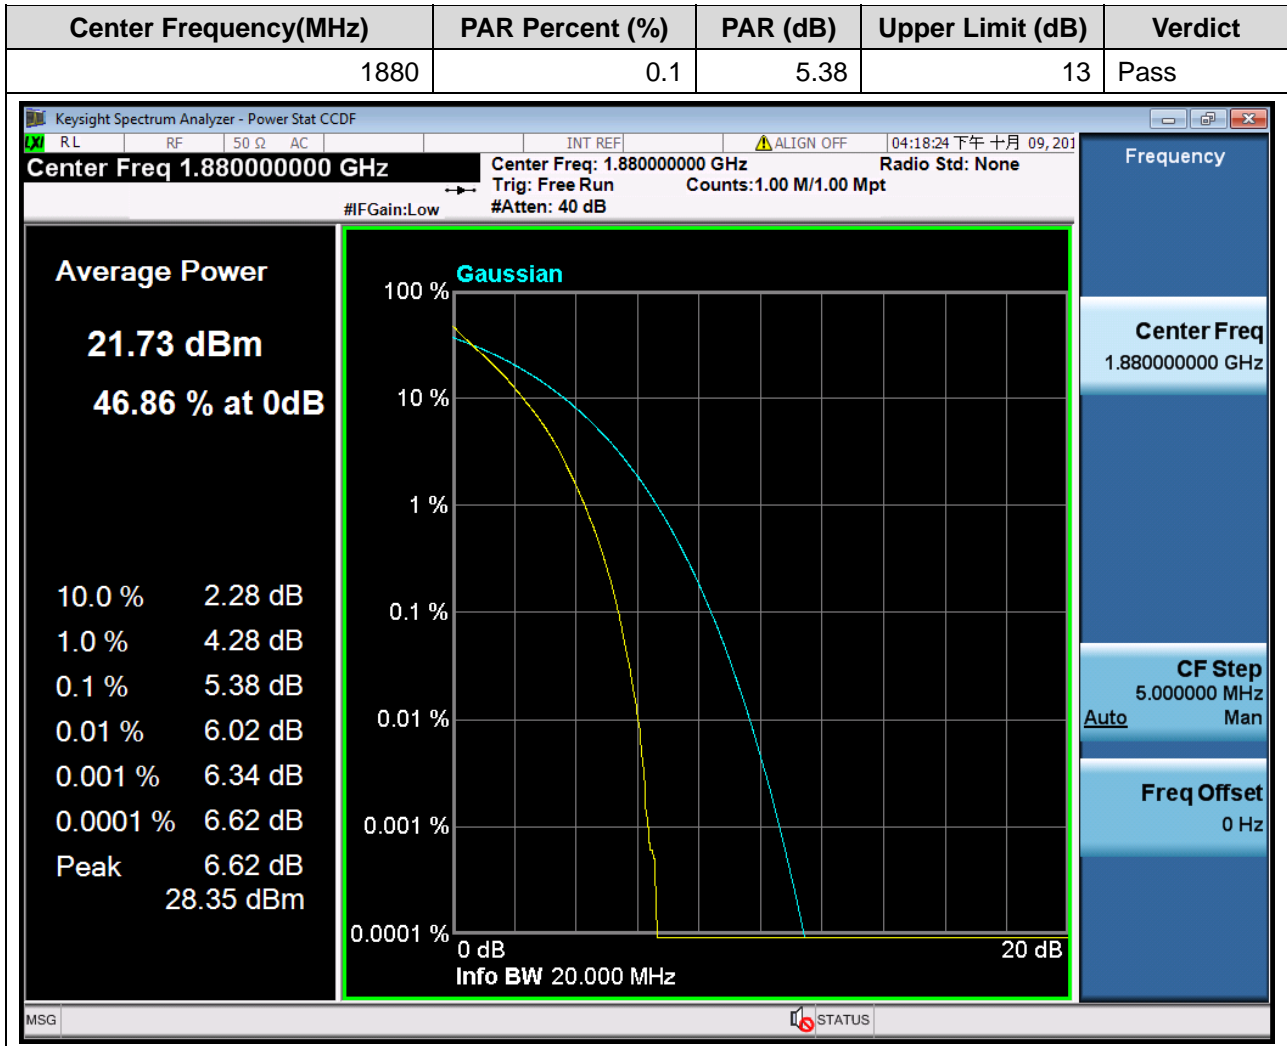 Center Frequency(MHz) PAR Percent (%) PAR (dB) Upper Limit (dB) Verdict
1880 0.1 5.38 13 Pass
Keysight Spectrum Analyzer - Power Stat CCDF
LXI RL RF 50 Ω AC INT REF ALIGN OFF 04:18:24 下午 十月 09, 201
Center Freq 1.880000000 GHz
#IFGain:Low
Center Freq: 1.880000000 GHz Radio Std: None
Trig: Free Run Counts:1.00 M/1.00 Mpt
#Atten: 40 dB
Average Power
21.73 dBm
46.86 % at 0dB
10.0 % 2.28 dB
1.0 % 4.28 dB
0.1 % 5.38 dB
0.01 % 6.02 dB
0.001 % 6.34 dB
0.0001 % 6.62 dB
Peak 6.62 dB
28.35 dBm
Gaussian
100 %
10 %
1 %
0.1 %
0.01 %
0.001 %
0.0001 %
0 dB 20 dB
Info BW 20.000 MHz
Frequency
Center Freq
1.880000000 GHz
CF Step
5.000000 MHz
Auto Man
Freq Offset
0 Hz
MSG STATUS